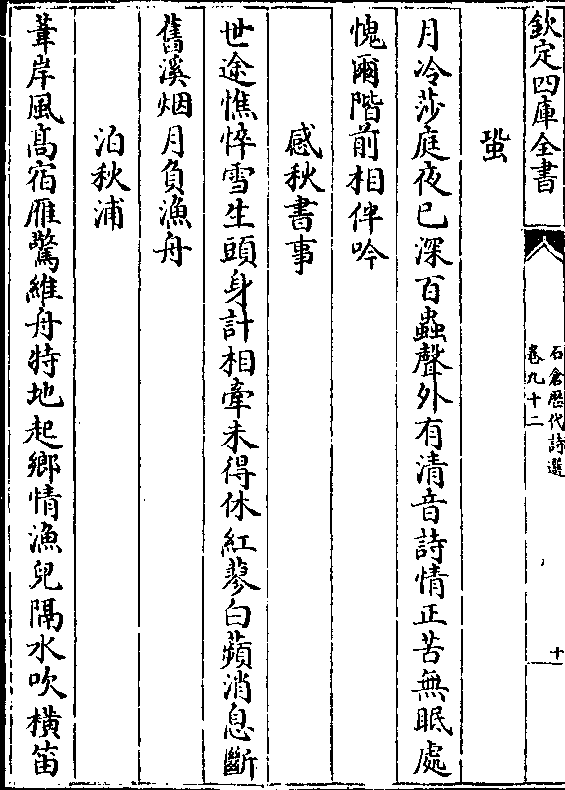 欽定四庫全書
石倉歷代詩選
卷九十二
十
蛩
月冷莎庭夜已深百蟲聲外有清音詩情正苦無眠處
愧爾階前相伴吟
感秋書事
世途憔悴雪生頭身計相牽未得休紅蓼白蘋消息斷
舊溪烟月負漁舟
泊秋浦
葦岸風高宿雁驚維舟特地起鄉情漁兒隔水吹橫笛